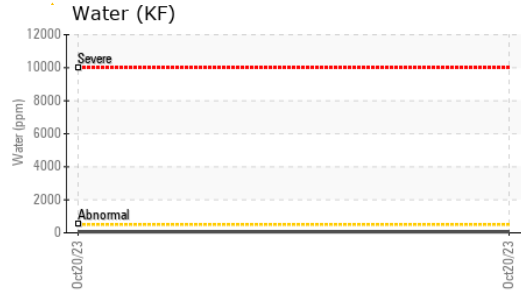 Water (KF)
12000
Severe
10000
8000
6000
4000
2000
Abnormal
0
Water (ppm)
Oct20/23
Oct20/23